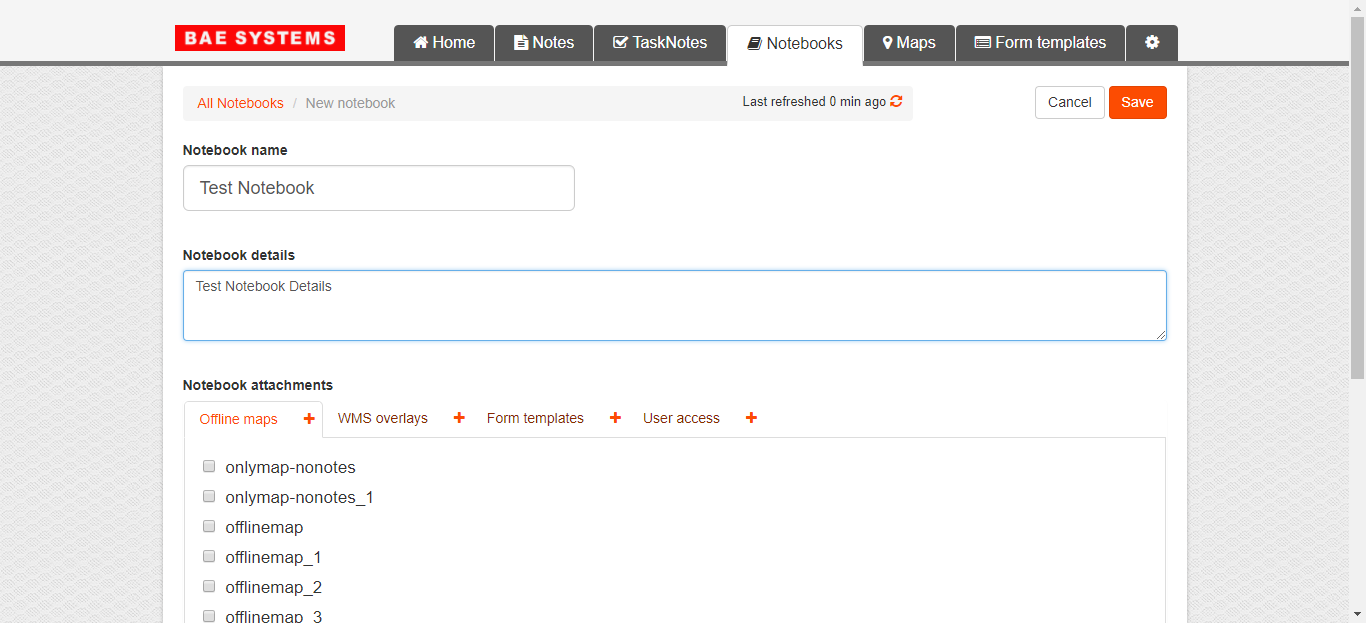 BAE SYSTEMS
Home Notes TaskNotes Notebooks Maps Form templates
All Notebooks / New notebook Last refreshed 0 min ago Cancel Save
Notebook name
Test Notebook
Notebook details
Test Notebook Details
Notebook attachments
Offline maps + WMS overlays + Form templates + User access +
onlymap-nonotes
onlymap-nonotes_1
offlinemap
offlinemap_1
offlinemap_2
offlinemap_3